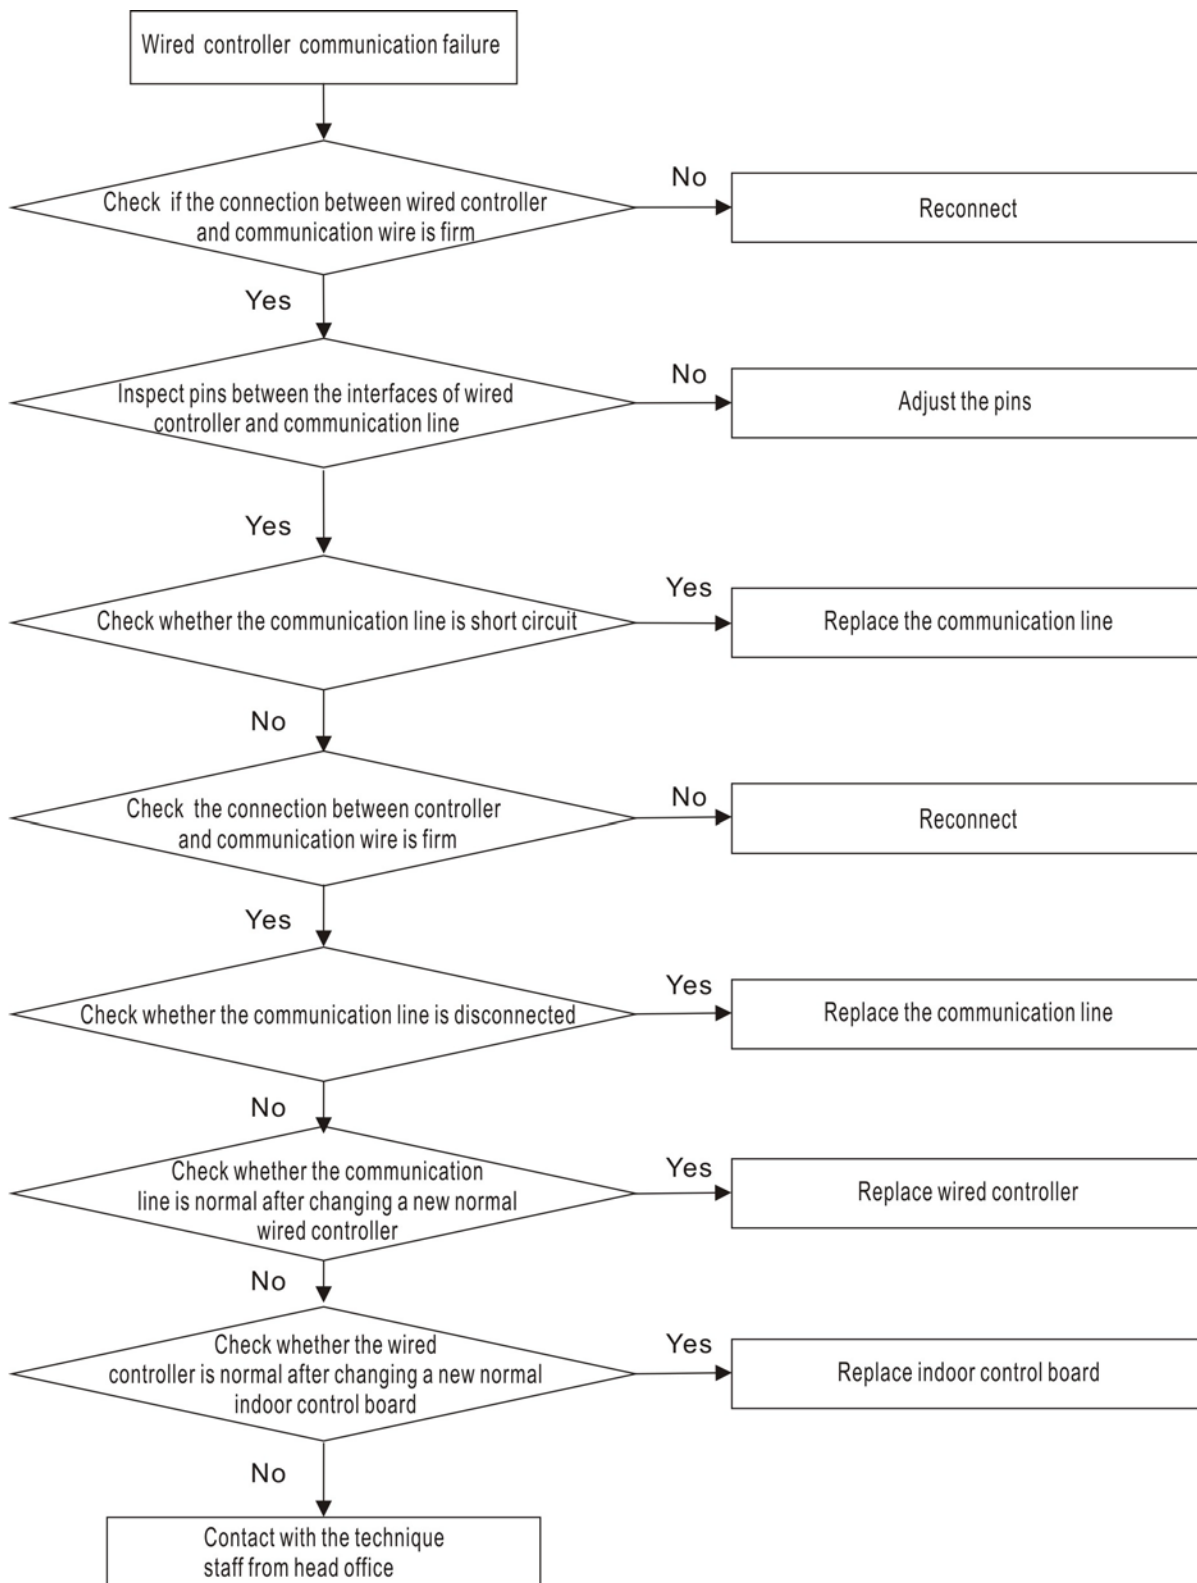 Wired controller communication failure
No
Check if the connection between wired controller
and communication wire is firm
Reconnect
Yes
No
Inspect pins between the interfaces of wired
controller and communication line
Adjust the pins
Yes
Yes
Check whether the communication line is short circuit
Replace the communication line
No
No
Check the connection between controller
and communication wire is firm
Reconnect
Yes
Yes
Check whether the communication line is disconnected
Replace the communication line
No
Yes
Check whether the communication
line is normal after changing a new normal
wired controller
Replace wired controller
No
Yes
Check whether the wired
controller is normal after changing a new normal
indoor control board
Replace indoor control board
No
Contact with the technique
staff from head office